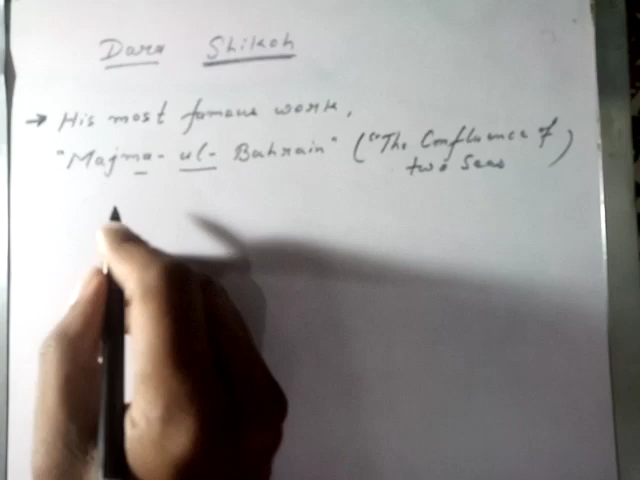 Dara Shikoh
→ His most famous work,
"Majma-ul-Bahrain" ("The Confluence of
two Seas)